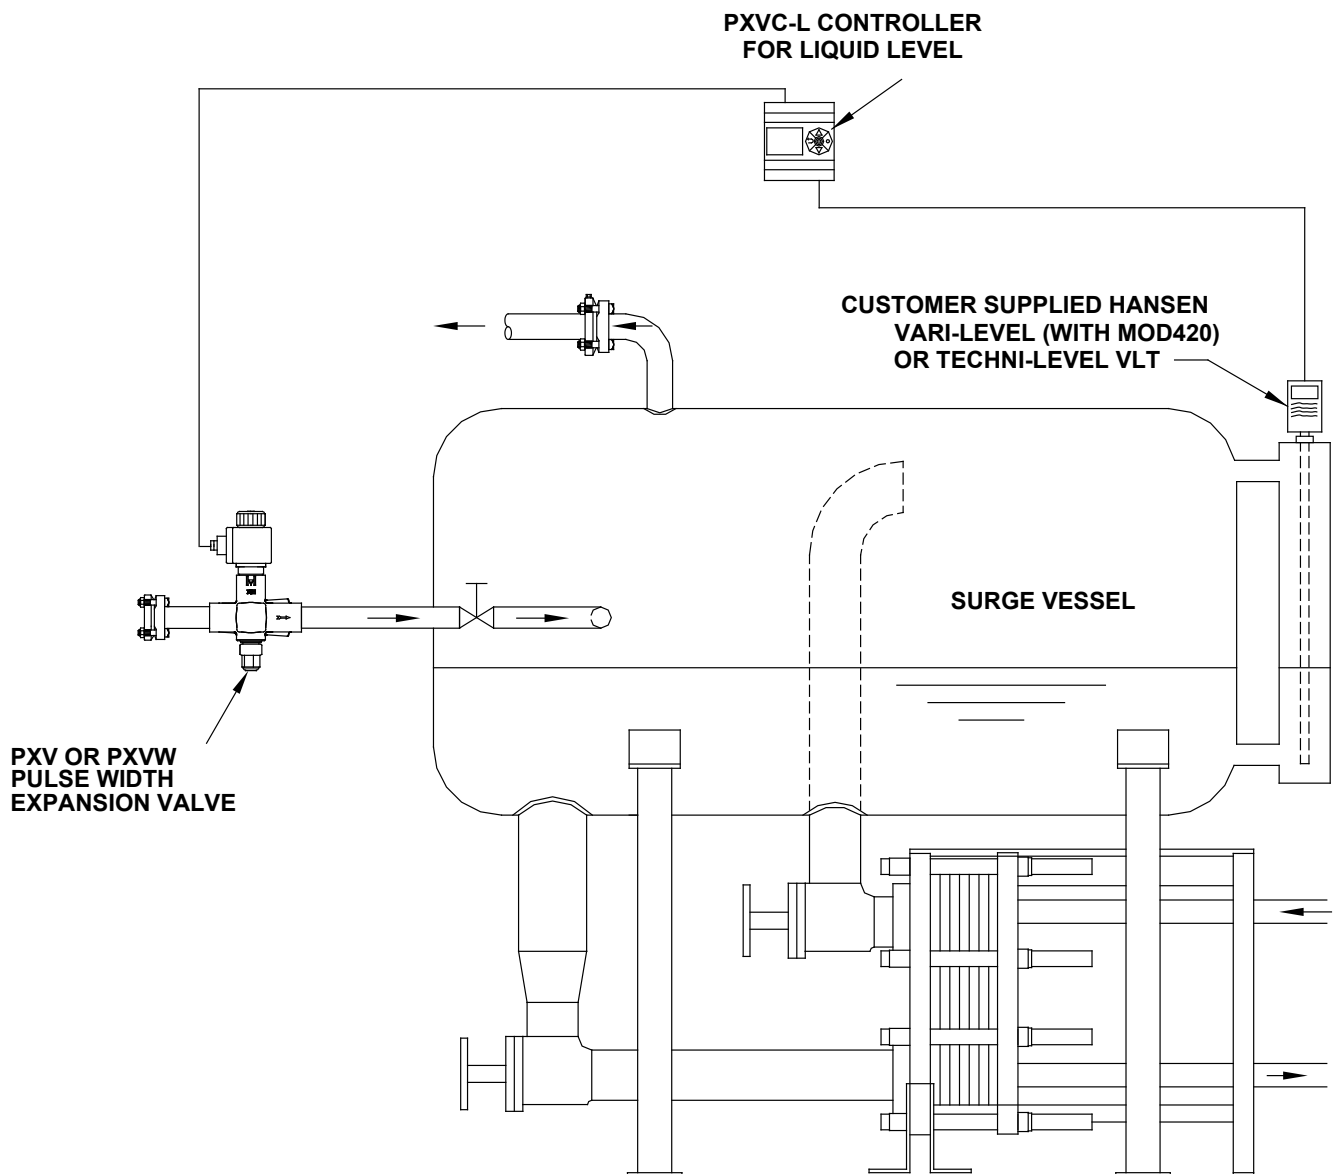 PXVC-L CONTROLLER
FOR LIQUID LEVEL
CUSTOMER SUPPLIED HANSEN
VARI-LEVEL (WITH MOD420)
OR TECHNI-LEVEL VLT
SURGE VESSEL
PXV OR PXVW
PULSE WIDTH
EXPANSION VALVE